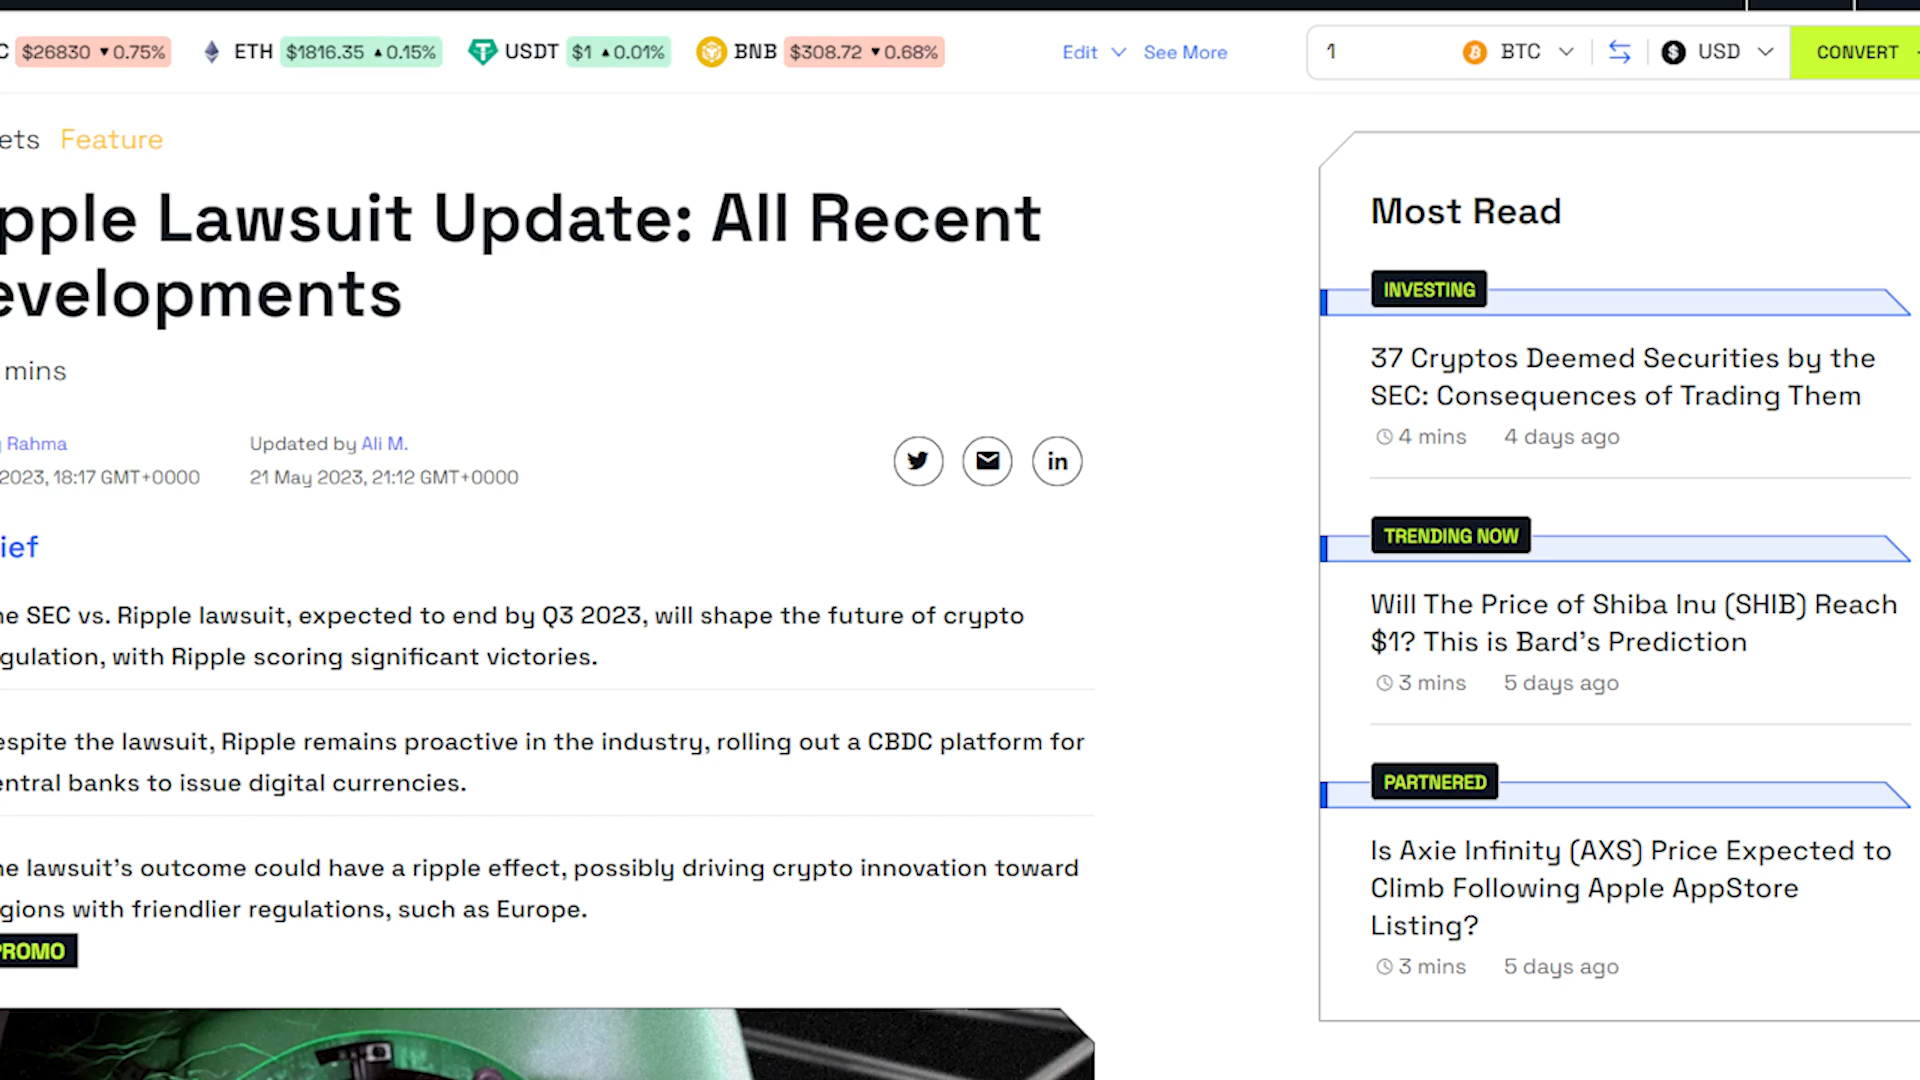 C $26830 ▼0.75% ETH $1816.35 ▲0.15% USDT $1 ▲0.01% BNB $308.72 ▼0.68% Edit See More 1 BTC USD CONVERT
ets Feature
pple Lawsuit Update: All Recent
evelopments
mins
Rahma Updated by Ali M.
2023, 18:17 GMT+0000 21 May 2023, 21:12 GMT+0000
in
ief
ne SEC vs. Ripple lawsuit, expected to end by Q3 2023, will shape the future of crypto
gulation, with Ripple scoring significant victories.
espite the lawsuit, Ripple remains proactive in the industry, rolling out a CBDC platform for
entral banks to issue digital currencies.
ne lawsuit's outcome could have a ripple effect, possibly driving crypto innovation toward
gions with friendlier regulations, such as Europe.
PROMO
Most Read
INVESTING
37 Cryptos Deemed Securities by the
SEC: Consequences of Trading Them
4 mins 4 days ago
TRENDING NOW
Will The Price of Shiba Inu (SHIB) Reach
$1? This is Bard's Prediction
3 mins 5 days ago
PARTNERED
Is Axie Infinity (AXS) Price Expected to
Climb Following Apple AppStore
Listing?
3 mins 5 days ago